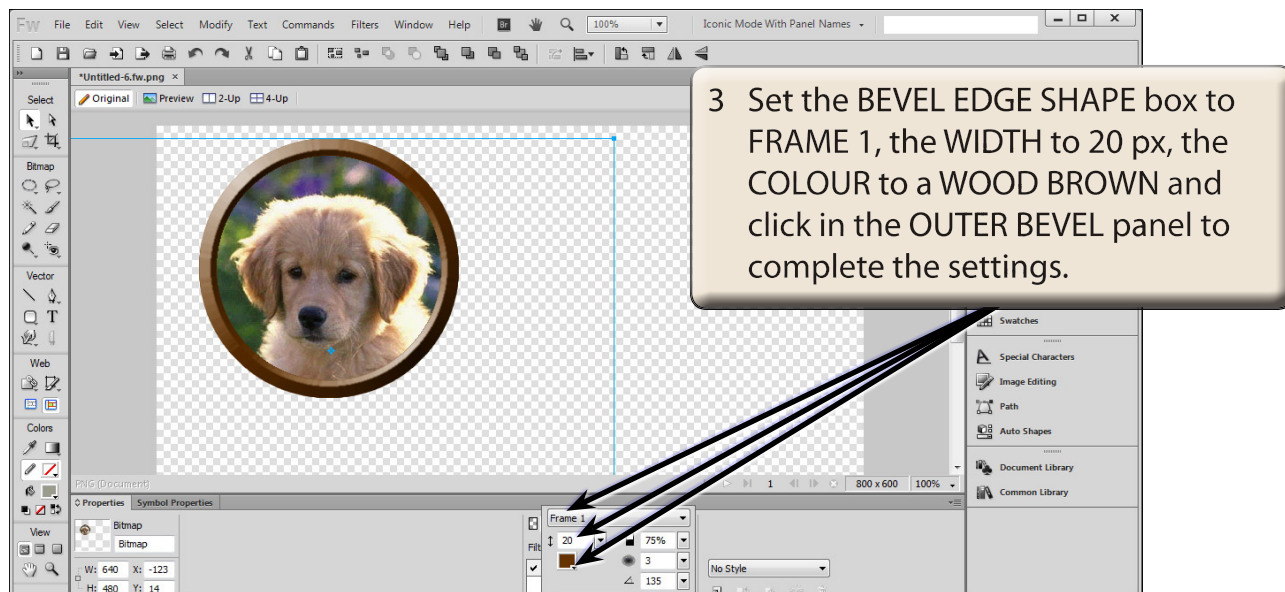 Fw File Edit View Select Modify Text Commands Filters Window Help Br 100% Iconic Mode With Panel Names
*Untitled-6.fw.png ×
Original Preview 2-Up 4-Up
Select
Bitmap
Vector
Web
Colors
View
3 Set the BEVEL EDGE SHAPE box to
FRAME 1, the WIDTH to 20 px, the
COLOUR to a WOOD BROWN and
click in the OUTER BEVEL panel to
complete the settings.
Swatches
Special Characters
Image Editing
Path
Auto Shapes
Document Library
Common Library
PNG (Document) 1 800 x 600 100%
Properties Symbol Properties
Bitmap
Bitmap
W: 640 X: -123
H: 480 Y: 14
Filt
Frame 1
20 75%
3
135
No Style